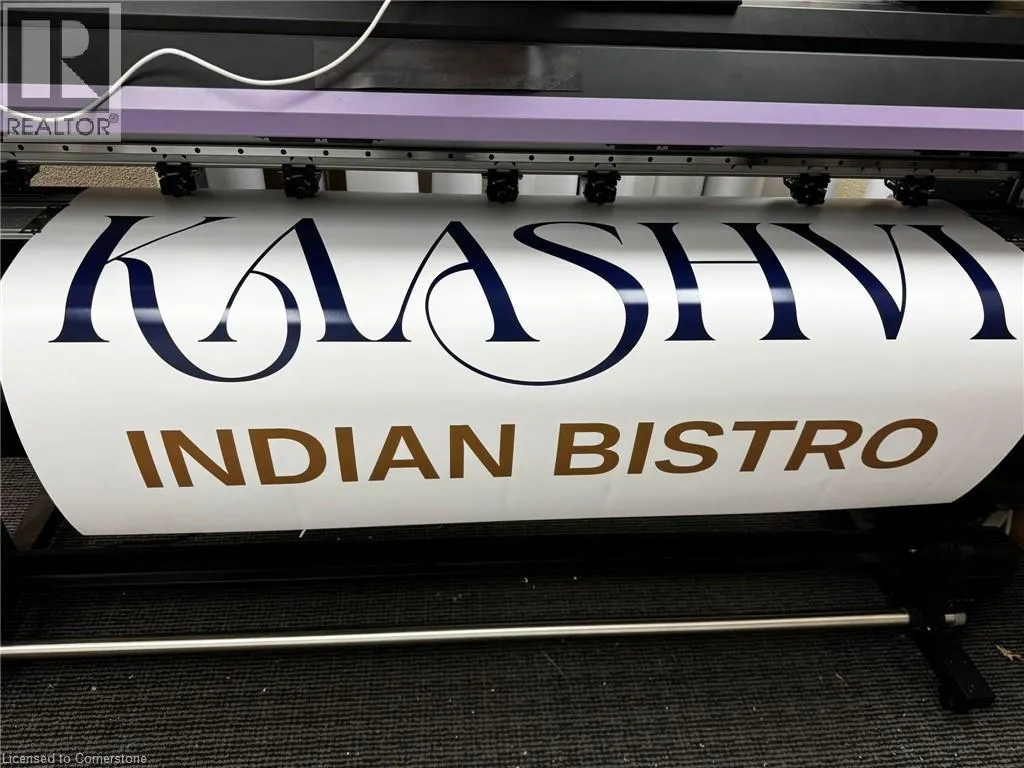 R
REALTOR®
KAASHVI
INDIAN BISTRO
Licensed to Cornerstone